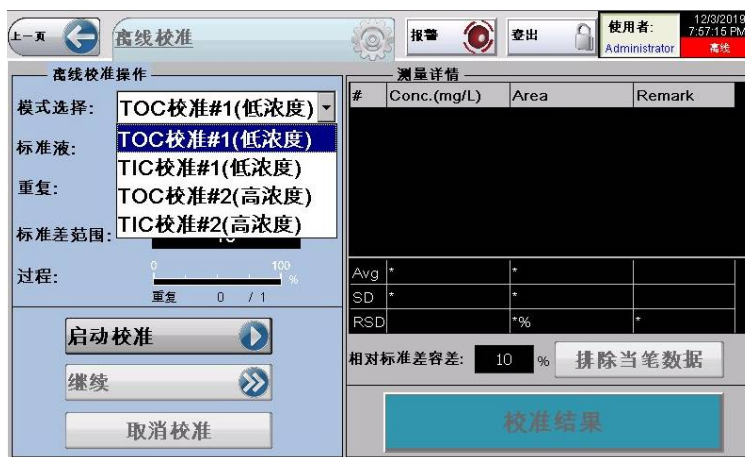 上一页
离线校准
报警
登出
使用者:
Administrator
12/3/2019
7:57:15 PM
离线
离线校准操作
模式选择:
TOC校准#1(低浓度)
TOC校准#1(低浓度)
TIC校准#1(低浓度)
TOC校准#2(高浓度)
TIC校准#2(高浓度)
标准液:
重复:
标准差范围:
过程:
0 100
%
重复 0 / 1
启动校准
继续
取消校准
测量详情
# Conc.(mg/L) Area Remark
Avg * *
SD * *
RSD *% *
相对标准差容差: 10 % 排除当笔数据
校准结果